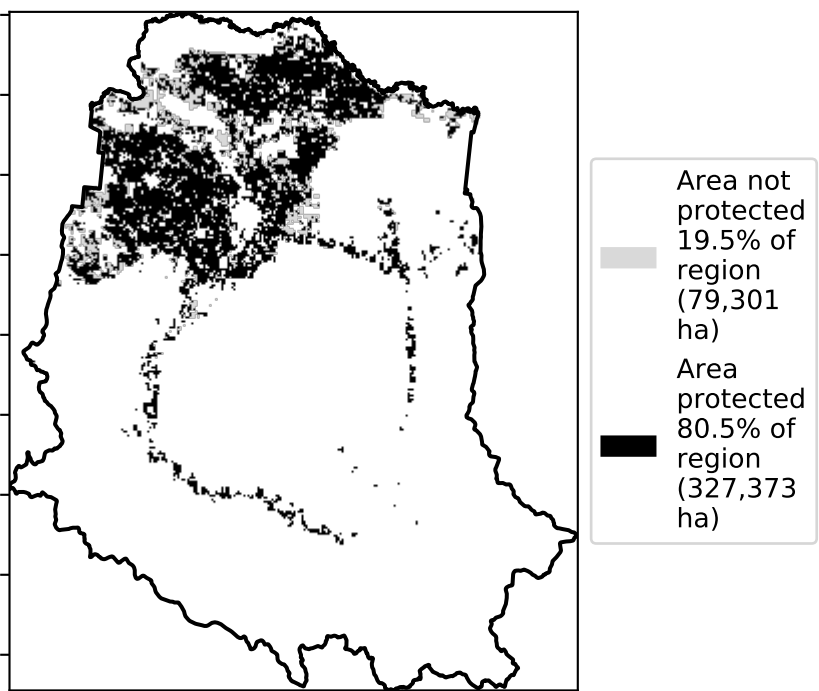 Area not
protected
19.5% of
region
(79,301
ha)
Area
protected
80.5% of
region
(327,373
ha)